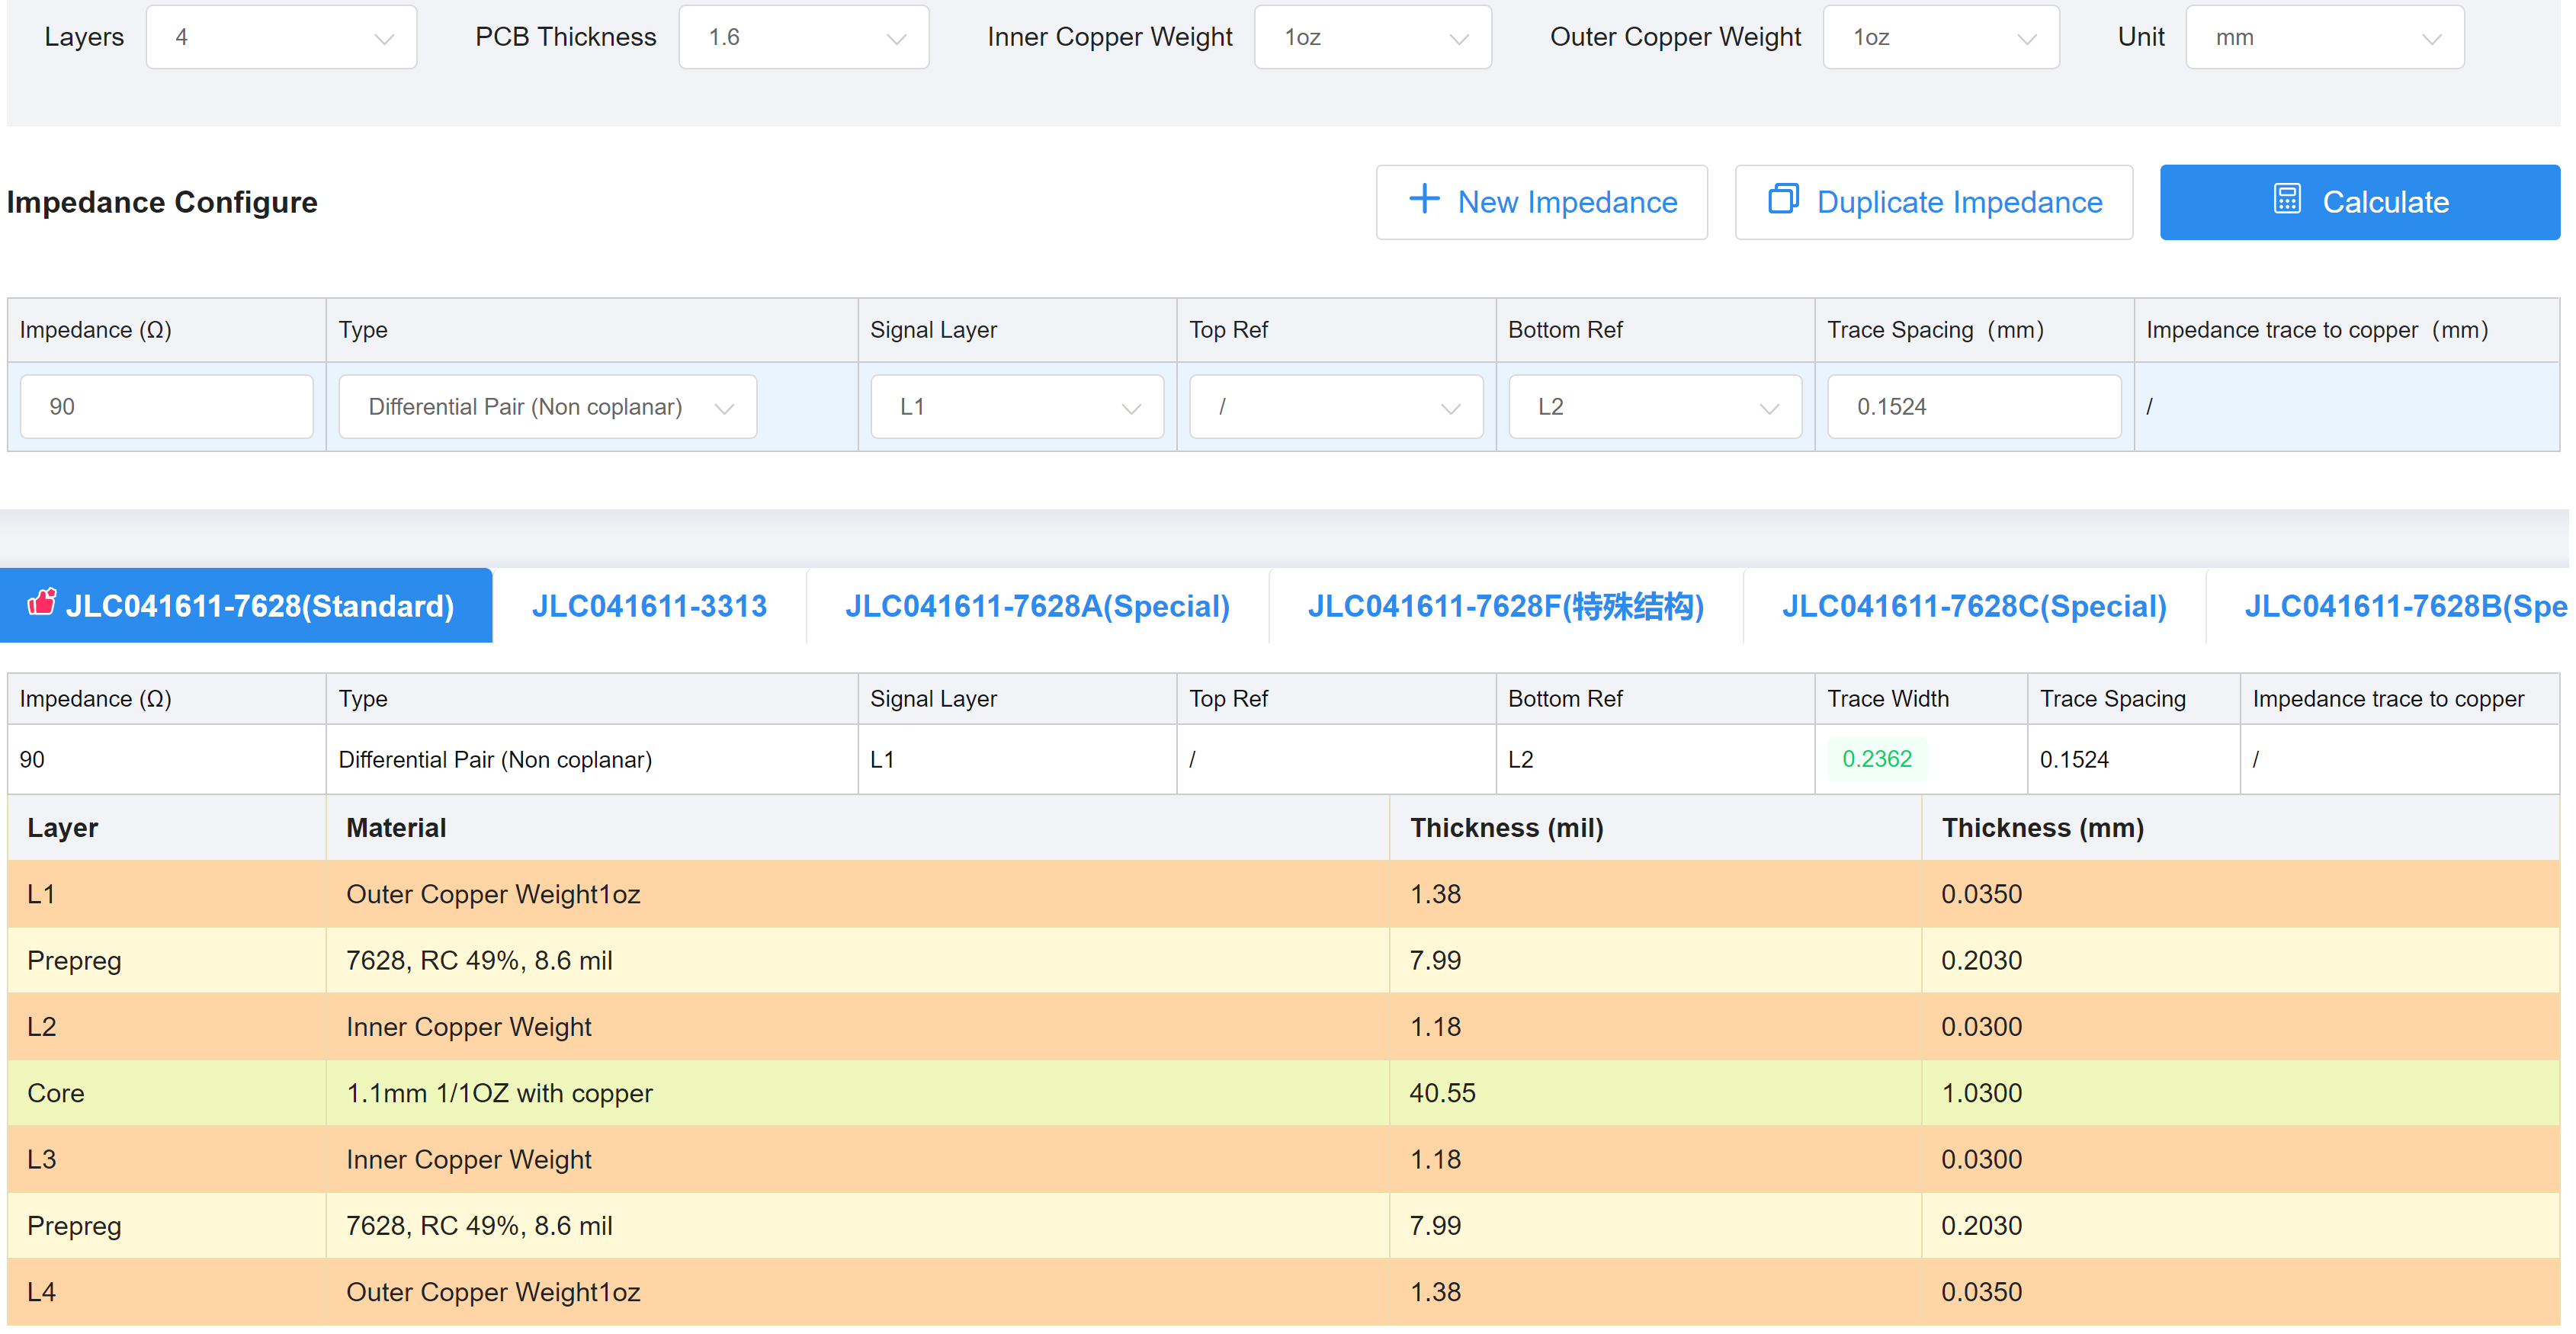 Layers 4 PCB Thickness 1.6 Inner Copper Weight 1oz Outer Copper Weight 1oz Unit mm
Impedance Configure New Impedance Duplicate Impedance Calculate
Impedance (Ω) Type Signal Layer Top Ref Bottom Ref Trace Spacing（mm） Impedance trace to copper（mm）
90 Differential Pair (Non coplanar) L1 / L2 0.1524 /
JLC041611-7628(Standard) JLC041611-3313 JLC041611-7628A(Special) JLC041611-7628F(特殊结构) JLC041611-7628C(Special) JLC041611-7628B(Spe
Impedance (Ω) Type Signal Layer Top Ref Bottom Ref Trace Width Trace Spacing Impedance trace to copper
90 Differential Pair (Non coplanar) L1 / L2 0.2362 0.1524 /
Layer Material Thickness (mil) Thickness (mm)
L1 Outer Copper Weight1oz 1.38 0.0350
Prepreg 7628, RC 49%, 8.6 mil 7.99 0.2030
L2 Inner Copper Weight 1.18 0.0300
Core 1.1mm 1/1OZ with copper 40.55 1.0300
L3 Inner Copper Weight 1.18 0.0300
Prepreg 7628, RC 49%, 8.6 mil 7.99 0.2030
L4 Outer Copper Weight1oz 1.38 0.0350